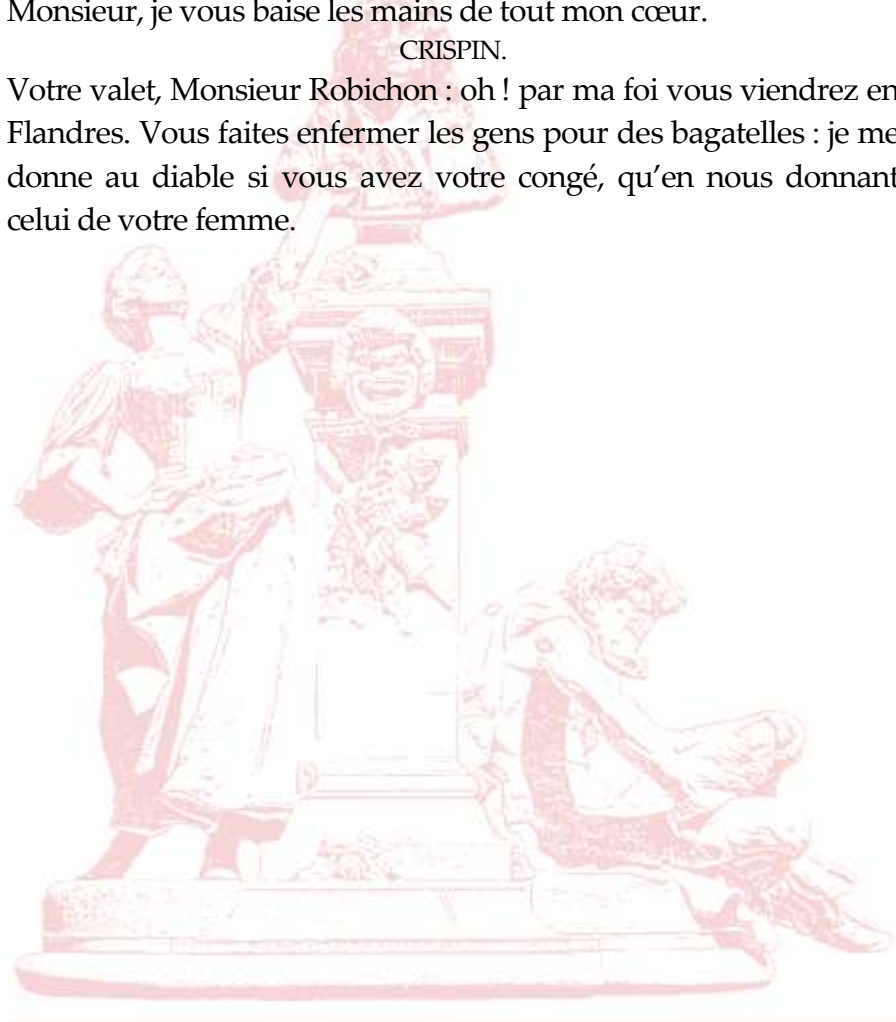 Monsieur, je vous baise les mains de tout mon cœur.
CRISPIN.
Votre valet, Monsieur Robichon : oh ! par ma foi vous viendrez en
Flandres. Vous faites enfermer les gens pour des bagatelles : je me
donne au diable si vous avez votre congé, qu’en nous donnant
celui de votre femme.